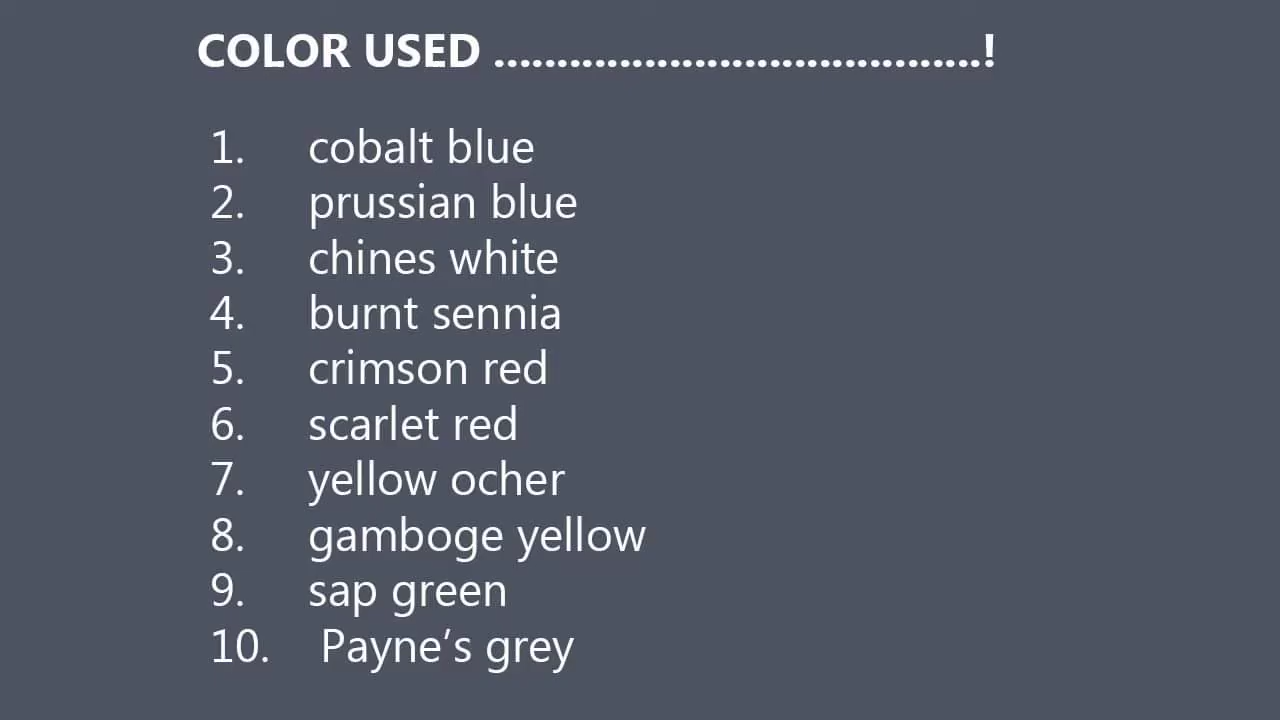 COLOR USED .......................................!
1. cobalt blue
2. prussian blue
3. chines white
4. burnt sennia
5. crimson red
6. scarlet red
7. yellow ocher
8. gamboge yellow
9. sap green
10. Payne’s grey